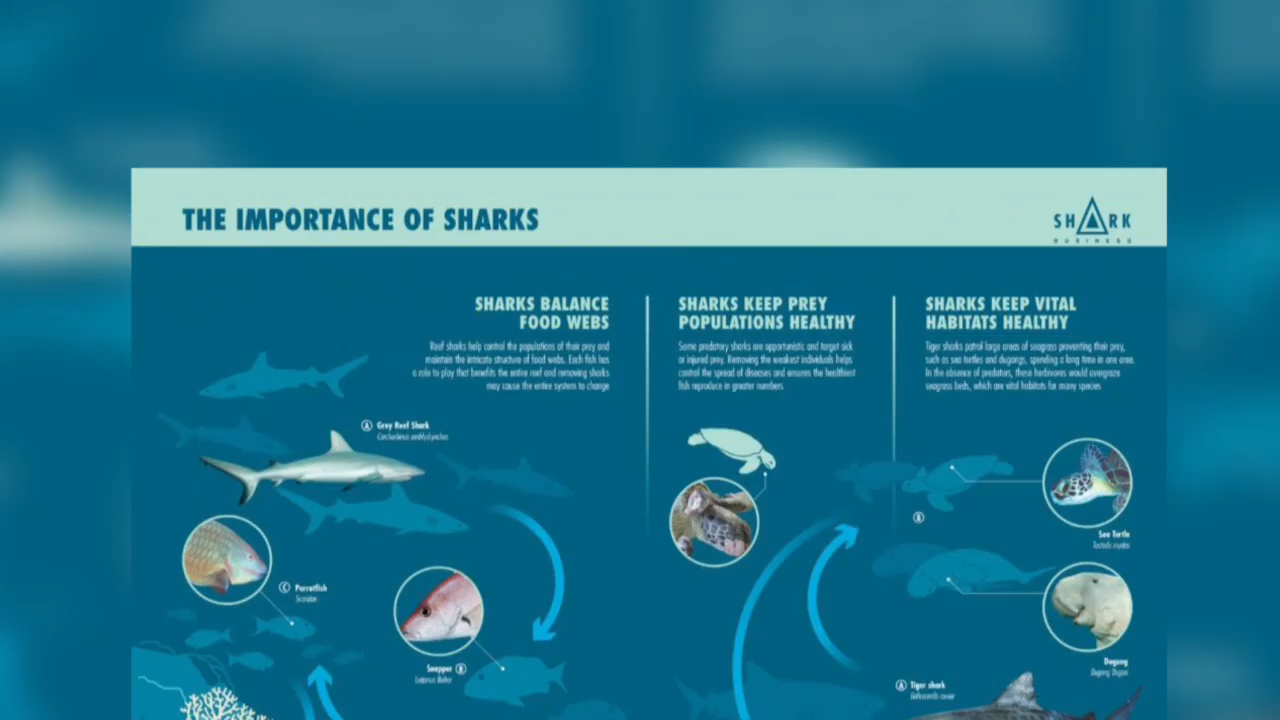 THE IMPORTANCE OF SHARKS
SHARK
BUSINESS
SHARKS BALANCE
FOOD WEBS
Reef sharks help control the populations of their prey and
maintain the intricate structure of food webs. Each fish has
a role to play that benefits the entire reef and removing sharks
may cause the entire system to change
SHARKS KEEP PREY
POPULATIONS HEALTHY
Some predatory sharks are opportunistic and target sick
or injured prey. Removing the weakest individuals helps
control the spread of diseases and ensures the healthiest
fish reproduce in greater numbers
SHARKS KEEP VITAL
HABITATS HEALTHY
Tiger sharks patrol large areas of seagrass preventing their prey,
such as sea turtles and dugongs, spending a long time in one area.
In the absence of predators, these herbivores would overgraze
seagrass beds, which are vital habitats for many species
A Grey Reef Shark
C Parrotfish
Scaridae
Snapper B
Lutjanus Bohar
B
Sea Turtle
Dugong
Dugong Dugon
A Tiger shark
Galeocerdo cuvier